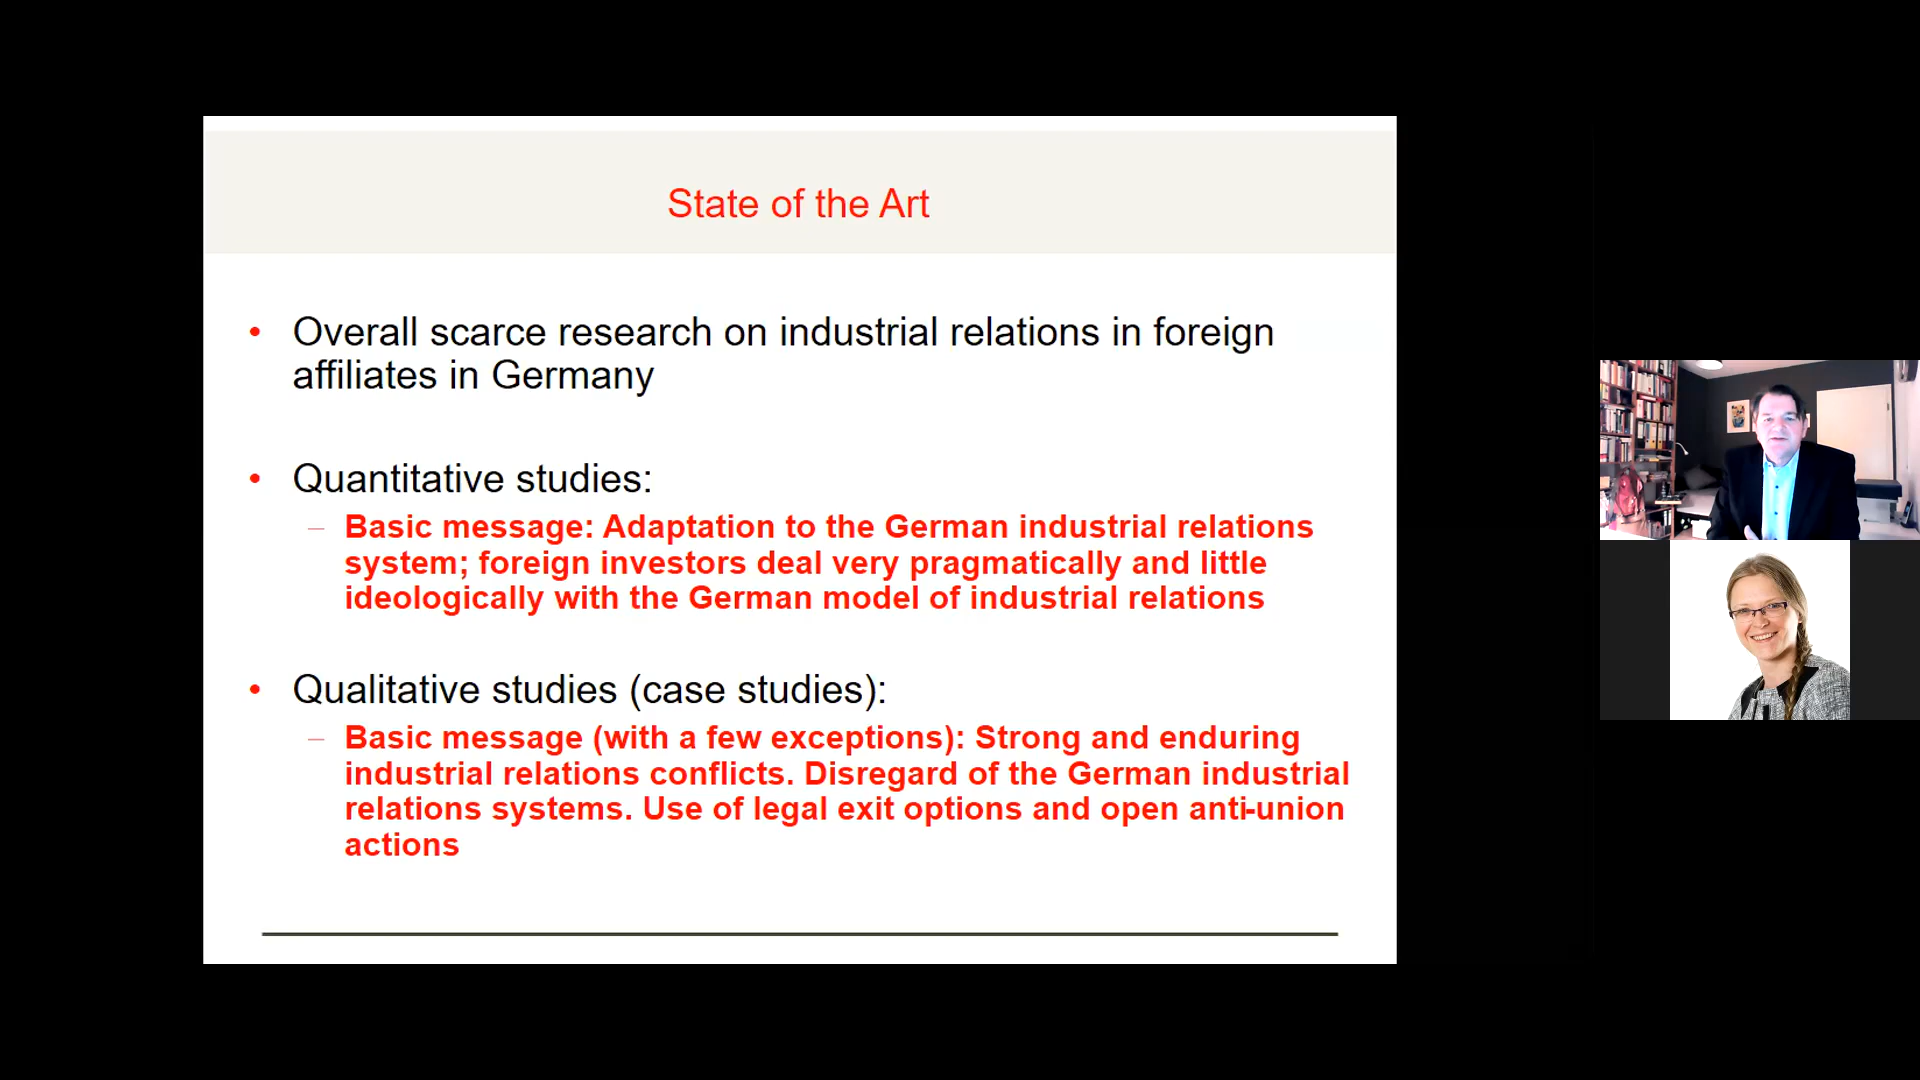 State of the Art
• Overall scarce research on industrial relations in foreign
affiliates in Germany
• Quantitative studies:
– Basic message: Adaptation to the German industrial relations
system; foreign investors deal very pragmatically and little
ideologically with the German model of industrial relations
• Qualitative studies (case studies):
– Basic message (with a few exceptions): Strong and enduring
industrial relations conflicts. Disregard of the German industrial
relations systems. Use of legal exit options and open anti-union
actions